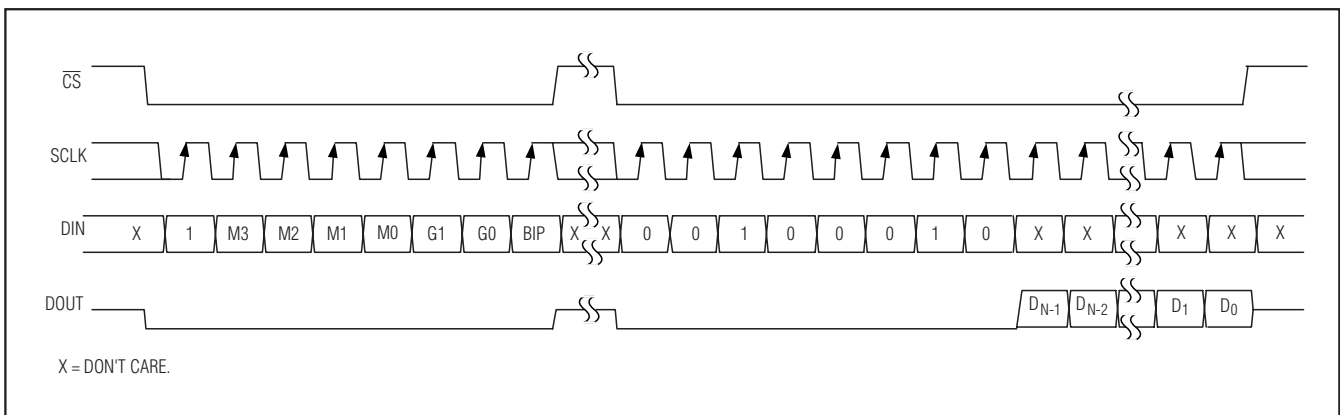 CS
SCLK
DIN X 1 M3 M2 M1 M0 G1 G0 BIP X X 0 0 1 0 0 0 1 0 X X X X X
DOUT DN-1 DN-2 D1 D0
X = DON'T CARE.